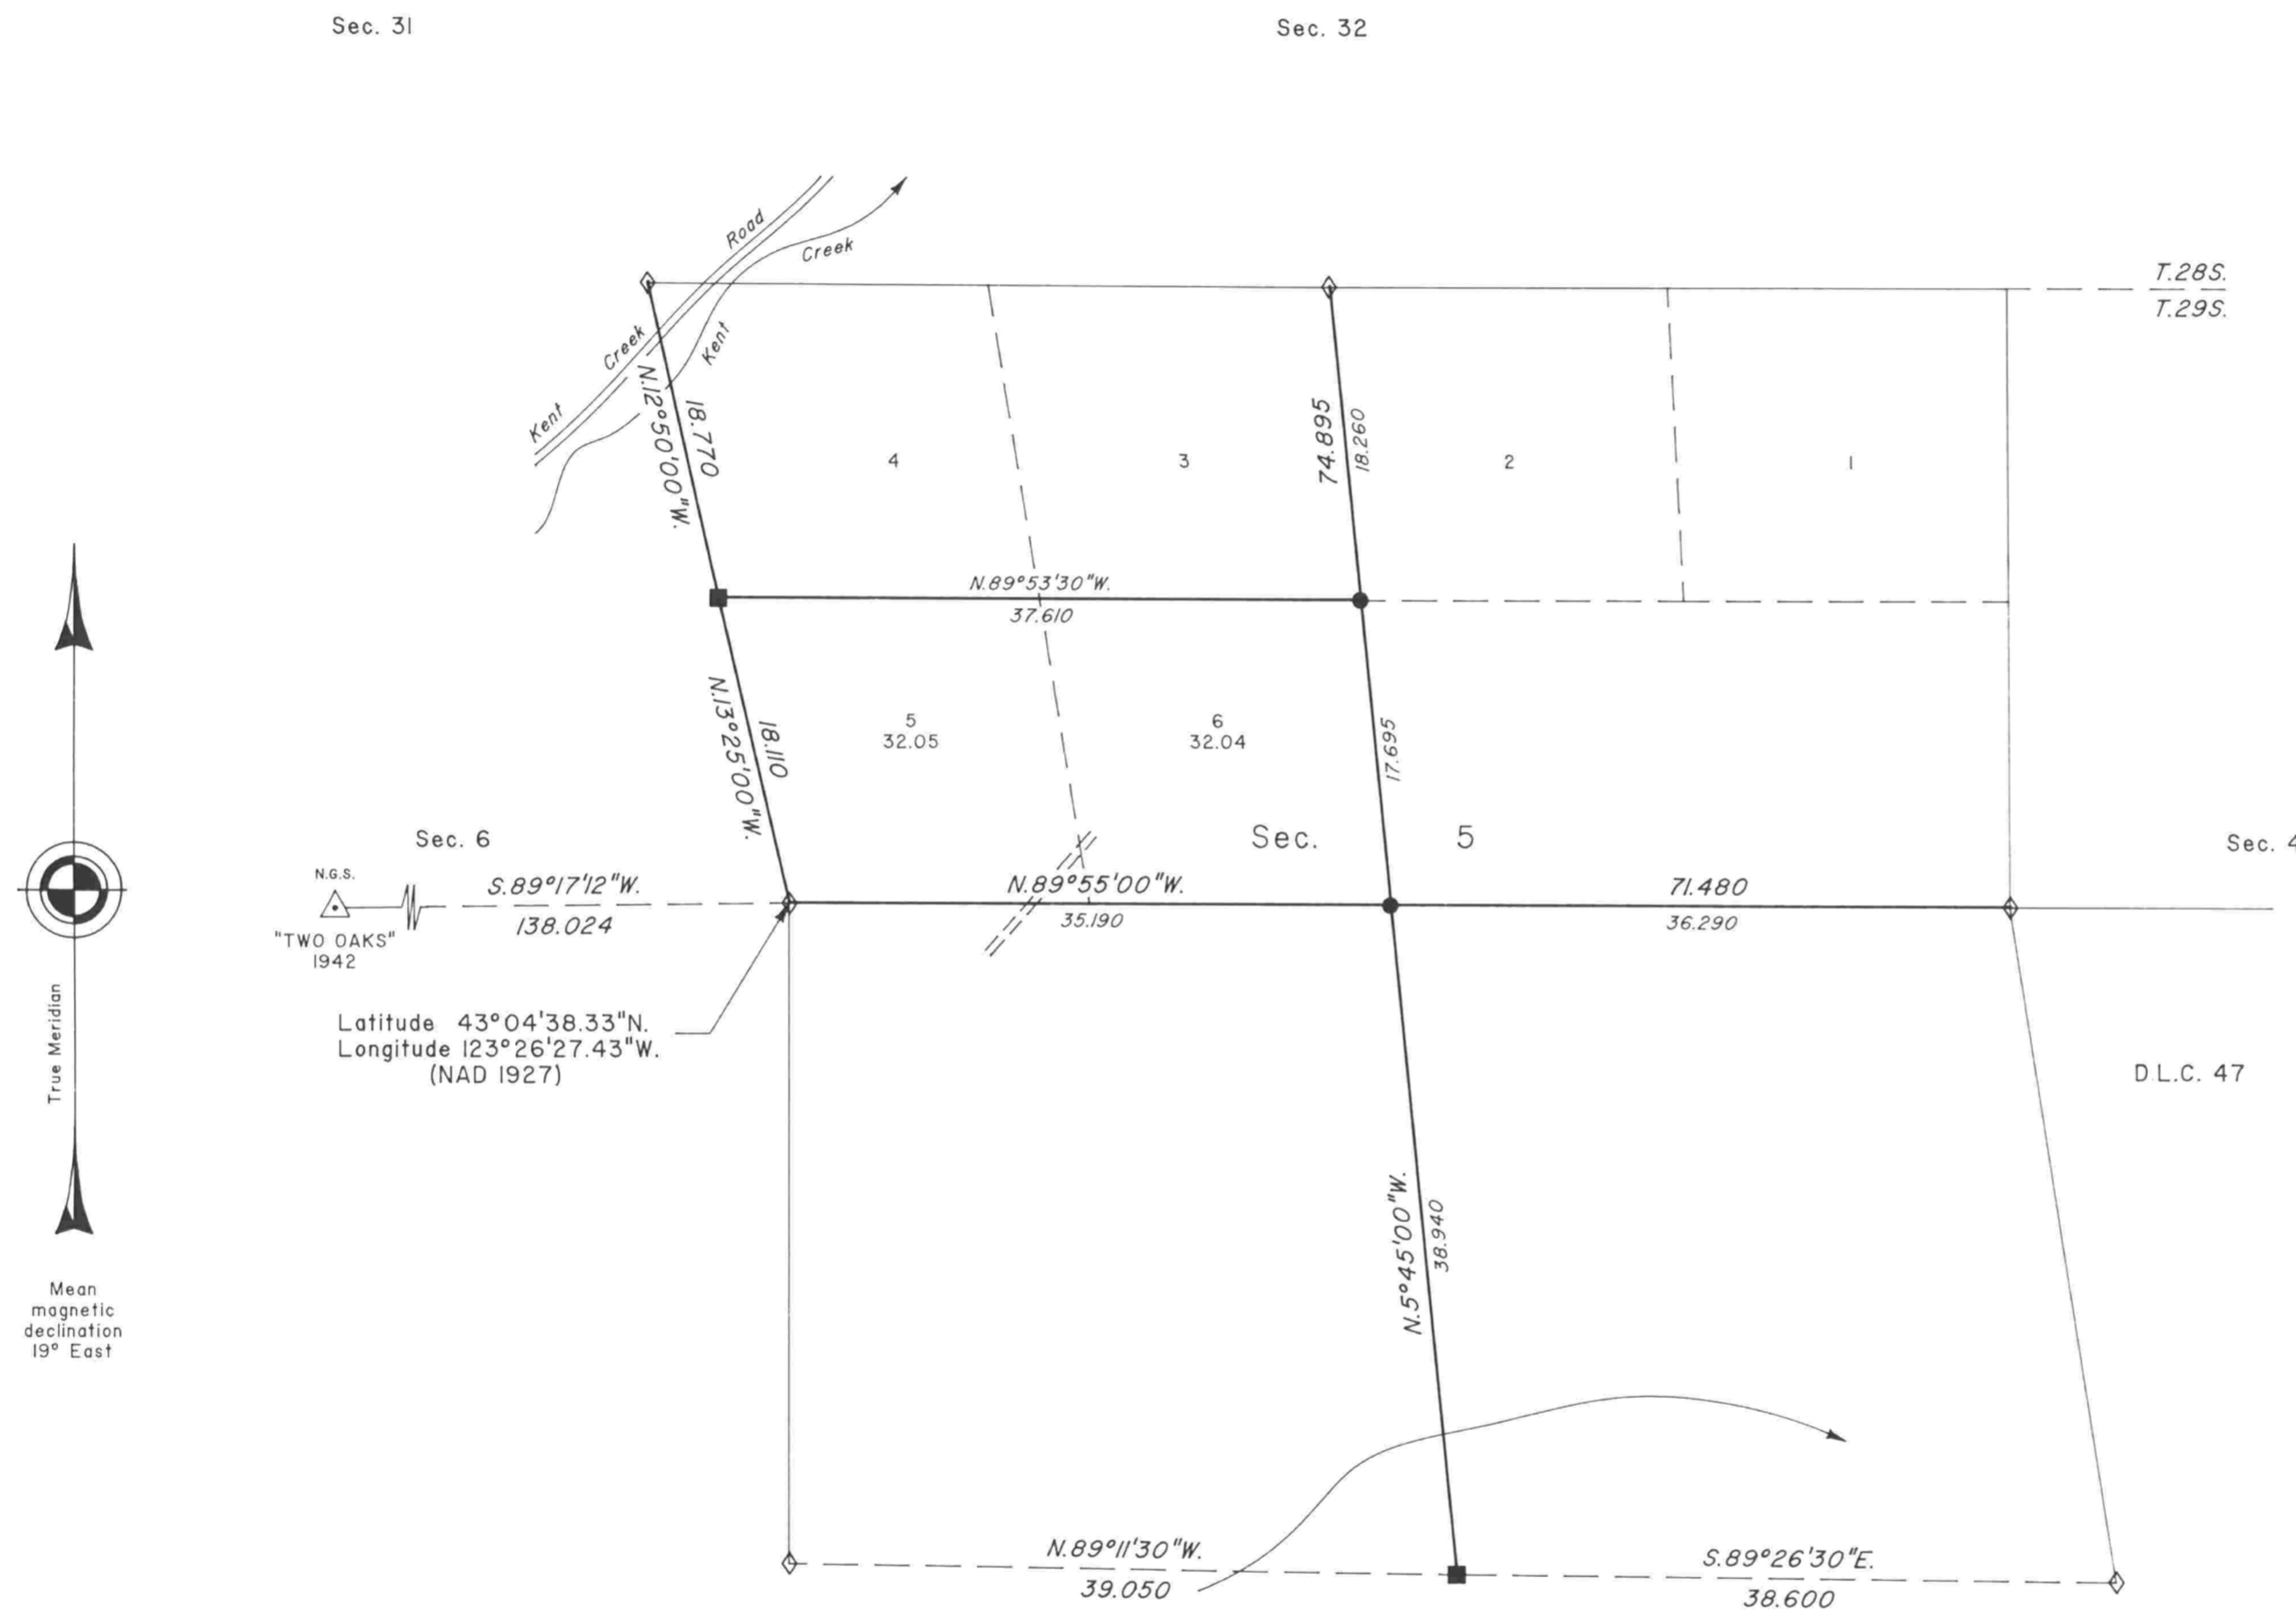 Sec. 31
Sec. 32
Kent Creek Road
Kent Creek
T.28S.
T.29S.
N.12°50'00"W.
18.770
74.895
18.260
4
3
2
1
N.89°53'30"W.
37.610
N.13°25'00"W.
18.110
5
32.05
6
32.04
17.695
Sec. 6
Sec. 5
Sec. 4
N.G.S.
"TWO OAKS"
1942
S.89°17'12"W.
138.024
N.89°55'00"W.
35.190
71.480
36.290
Latitude 43°04'38.33"N.
Longitude 123°26'27.43"W.
(NAD 1927)
True Meridian
D.L.C. 47
N.5°45'00"W.
38.940
Mean
magnetic
declination
19° East
N.89°11'30"W.
39.050
S.89°26'30"E.
38.600